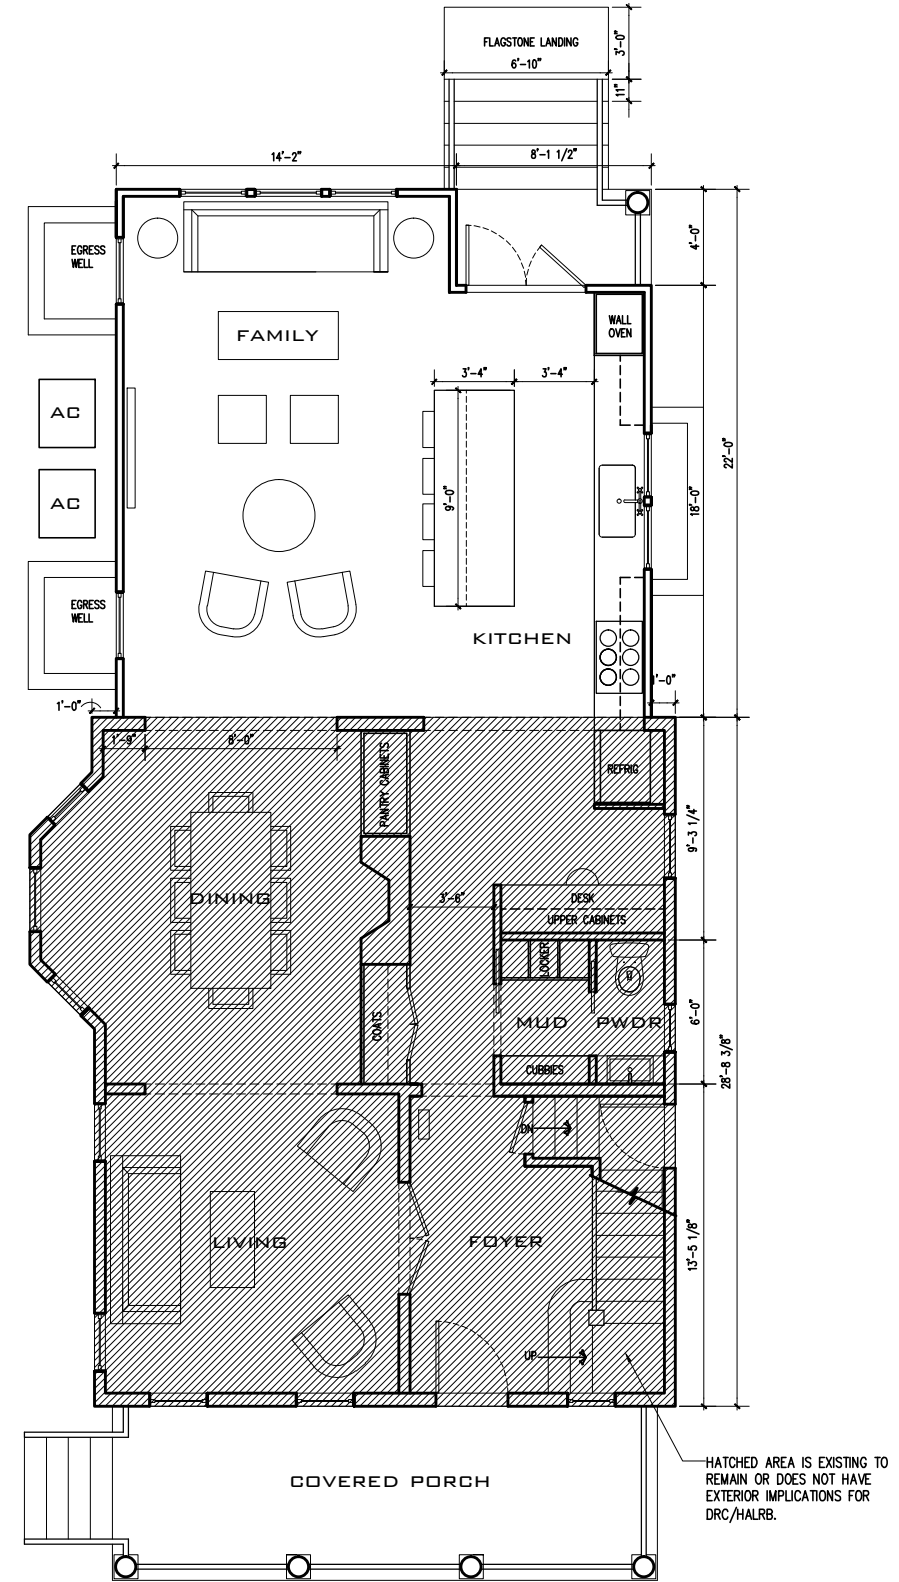 FLAGSTONE LANDING
6'-10"
3'-0"
11"
14'-2"
8'-1 1/2"
EGRESS
WELL
4'-0"
WALL
OVEN
FAMILY
3'-4"
3'-4"
AC
AC
9'-0"
22'-0"
18'-0"
EGRESS
WELL
KITCHEN
1'-0"
1'-0"
1'-9"
8'-0"
PANTRY CABINETS
REFRIG
9'-3 1/4"
DINING
3'-6"
DESK
UPPER CABINETS
LOCKER
COATS
MUD
PWDR
6'-0"
28'-8 3/8"
CUBBIES
DN
LIVING
FOYER
13'-5 1/8"
UP
HATCHED AREA IS EXISTING TO
REMAIN OR DOES NOT HAVE
EXTERIOR IMPLICATIONS FOR
DRC/HALRB.
COVERED PORCH